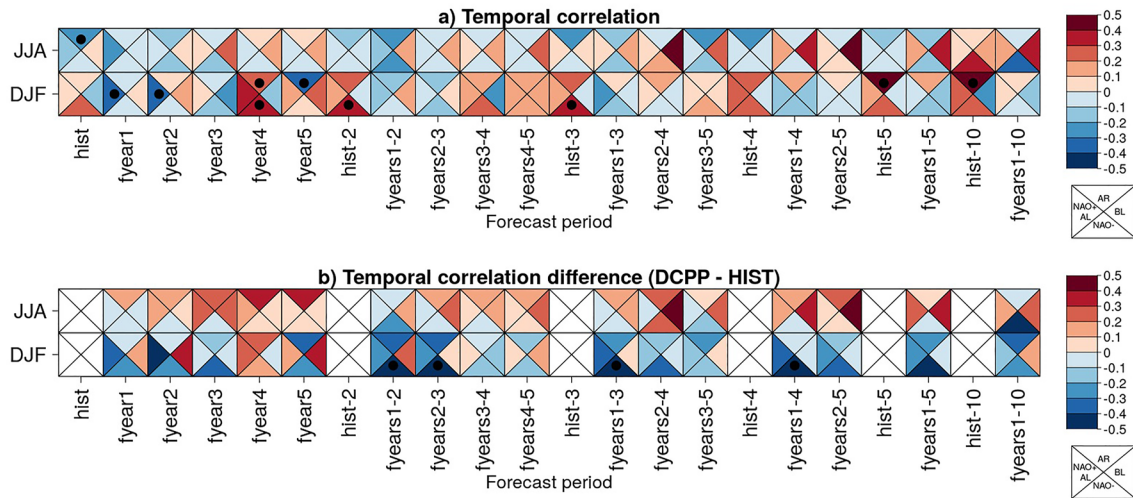 a) Temporal correlation
JJA
DJF
hist
fyear1
fyear2
fyear3
fyear4
fyear5
hist-2
fyears1-2
fyears2-3
fyears3-4
fyears4-5
hist-3
fyears1-3
fyears2-4
fyears3-5
hist-4
fyears1-4
fyears2-5
hist-5
fyears1-5
hist-10
fyears1-10
Forecast period
0.5
0.4
0.3
0.2
0.1
0
-0.1
-0.2
-0.3
-0.4
-0.5
AR
NAO+
BL
AL
NAO-
b) Temporal correlation difference (DCPP - HIST)
JJA
DJF
hist
fyear1
fyear2
fyear3
fyear4
fyear5
hist-2
fyears1-2
fyears2-3
fyears3-4
fyears4-5
hist-3
fyears1-3
fyears2-4
fyears3-5
hist-4
fyears1-4
fyears2-5
hist-5
fyears1-5
hist-10
fyears1-10
Forecast period
0.5
0.4
0.3
0.2
0.1
0
-0.1
-0.2
-0.3
-0.4
-0.5
AR
NAO+
BL
AL
NAO-